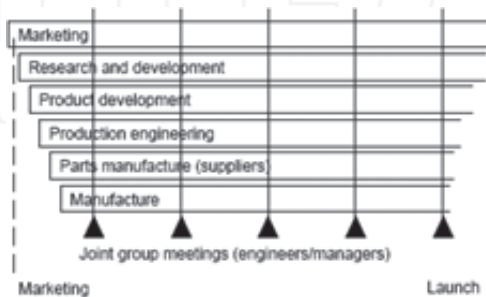 Marketing
Research and development
Product development
Production engineering
Parts manufacture (suppliers)
Manufacture
Joint group meetings (engineers/managers)
Marketing Launch